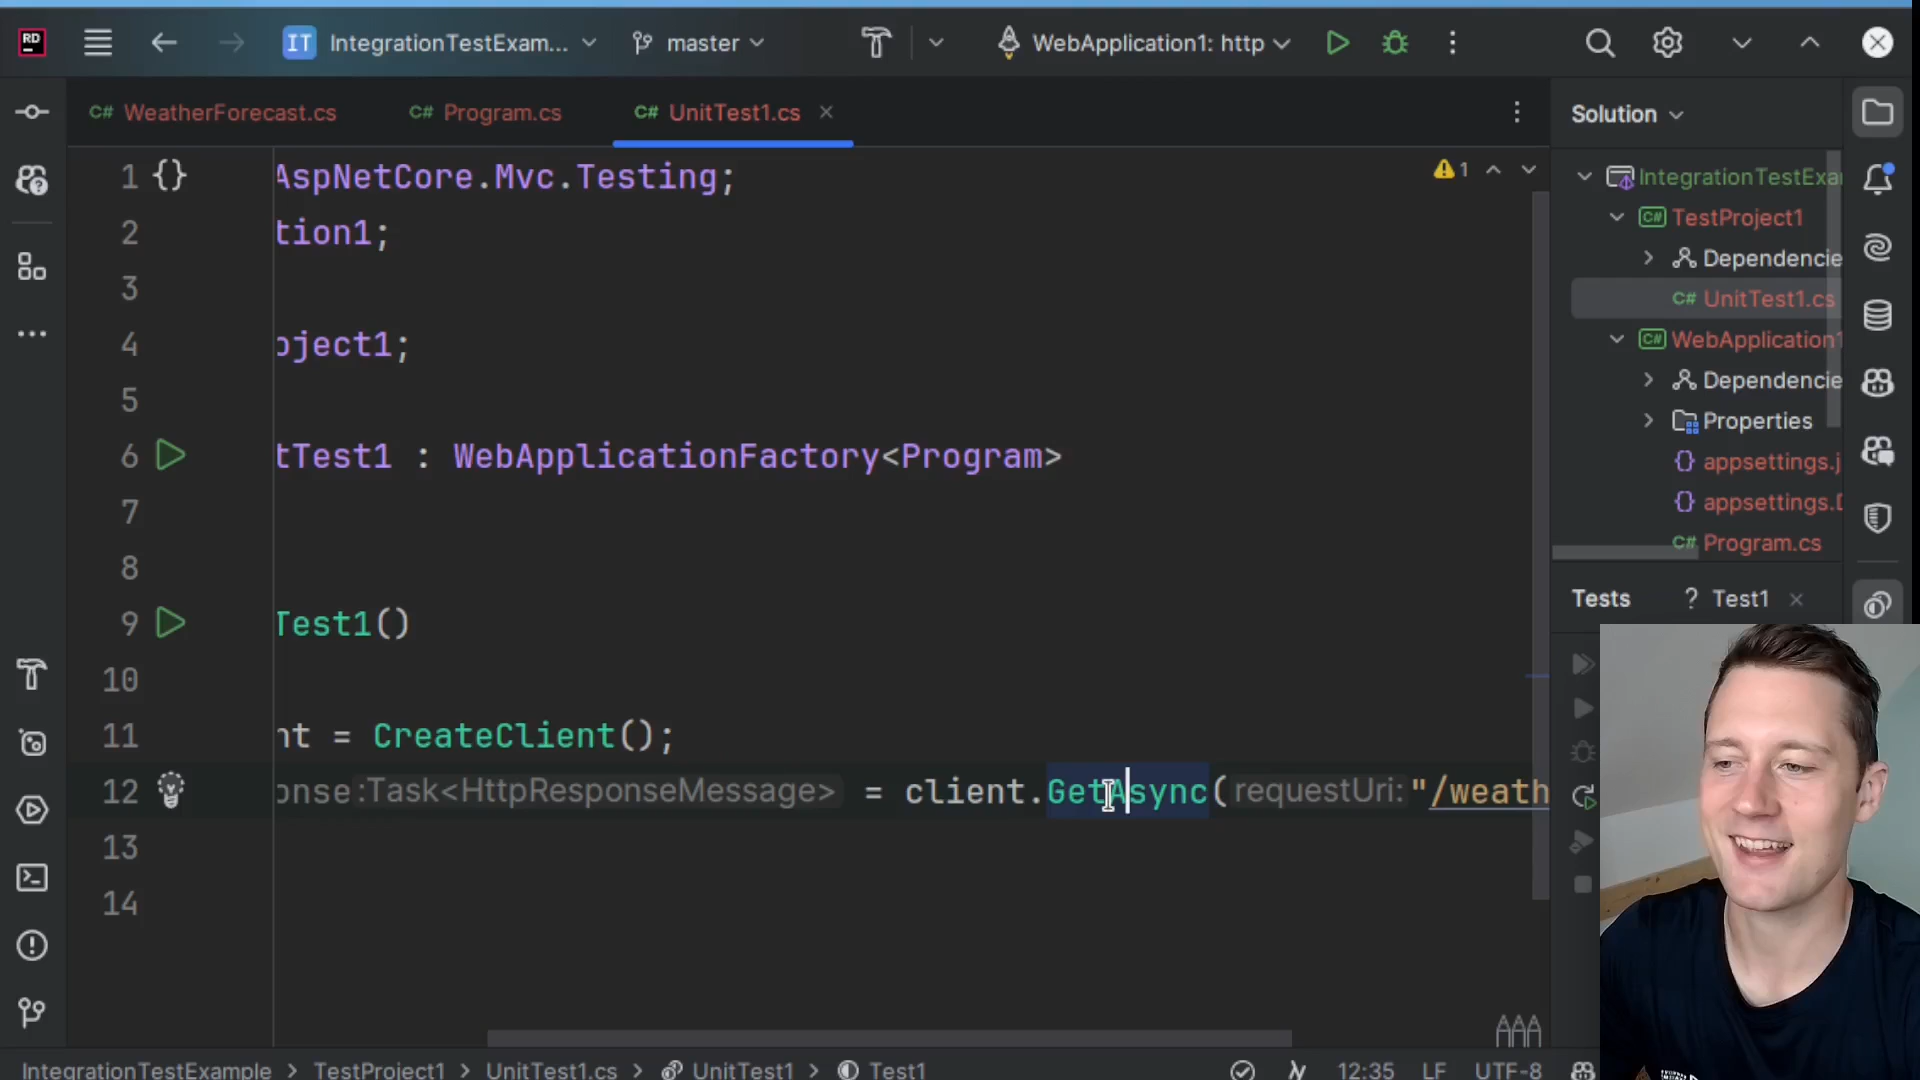 RD IT IntegrationTestExam... master WebApplication1: http
C# WeatherForecast.cs C# Program.cs C# UnitTest1.cs
Solution
1 {} AspNetCore.Mvc.Testing; 1
2 tion1;
3
4 oject1;
5
6 tTest1 : WebApplicationFactory<Program>
7
8
9 Test1()
10
11 nt = CreateClient();
12 onse :Task<HttpResponseMessage> = client.GetAsync( requestUri: "/weath
13
14
IntegrationTestExa
C# TestProject1
Dependencie
C# UnitTest1.cs
C# WebApplication1
Dependencie
Properties
{} appsettings.j
{} appsettings.D
C# Program.cs
Tests ? Test1
IntegrationTestExample > TestProject1 > UnitTest1.cs > UnitTest1 > Test1 12:35 LF UTF-8